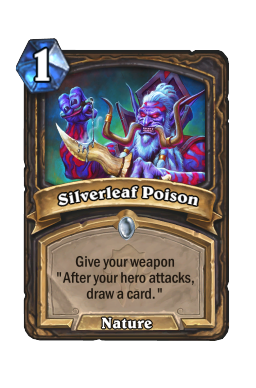 1
Silverleaf Poison
Give your weapon
"After your hero attacks,
draw a card."
Nature